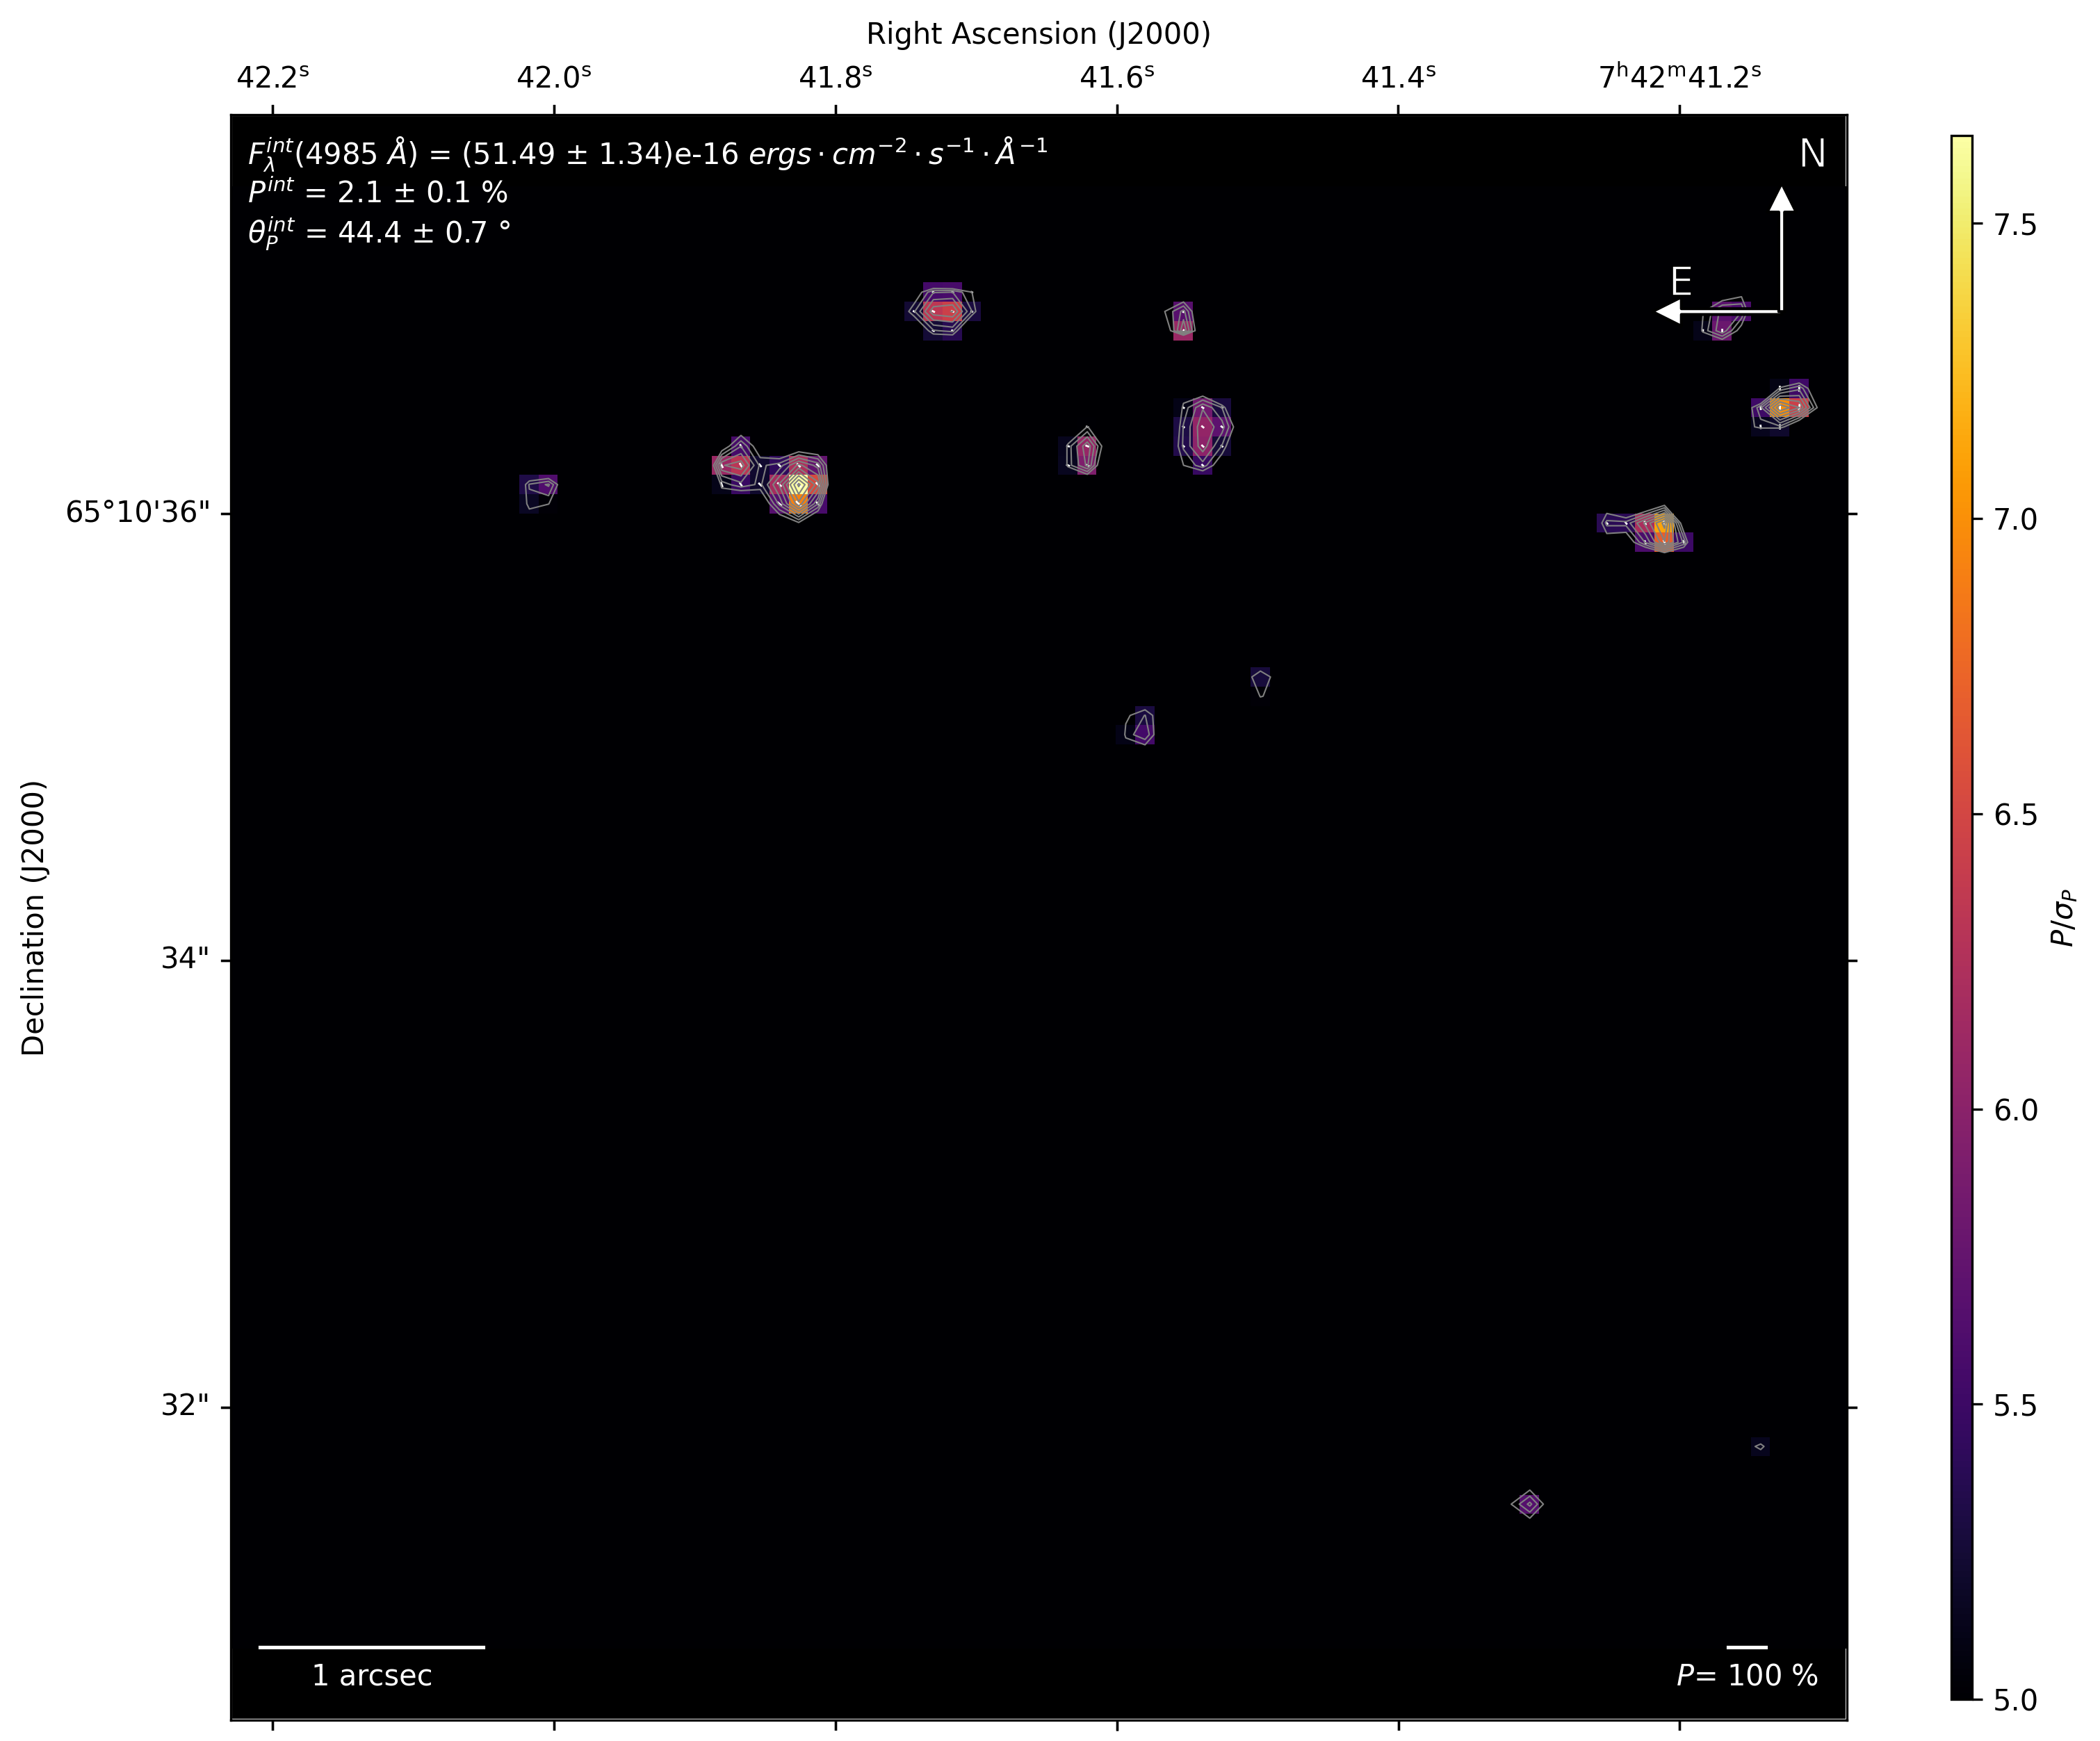 Right Ascension (J2000)
42.2ˢ 42.0ˢ 41.8ˢ 41.6ˢ 41.4ˢ 7ʰ42ᵐ41.2ˢ
F_λ^{int}(4985 Å) = (51.49 ± 1.34)e-16 ergs · cm⁻² · s⁻¹ · Å⁻¹
P^{int} = 2.1 ± 0.1 %
θ_P^{int} = 44.4 ± 0.7 °
N
E
65°10'36"
34"
32"
Declination (J2000)
1 arcsec
P= 100 %
7.5
7.0
6.5
6.0
5.5
5.0
P/σ_P